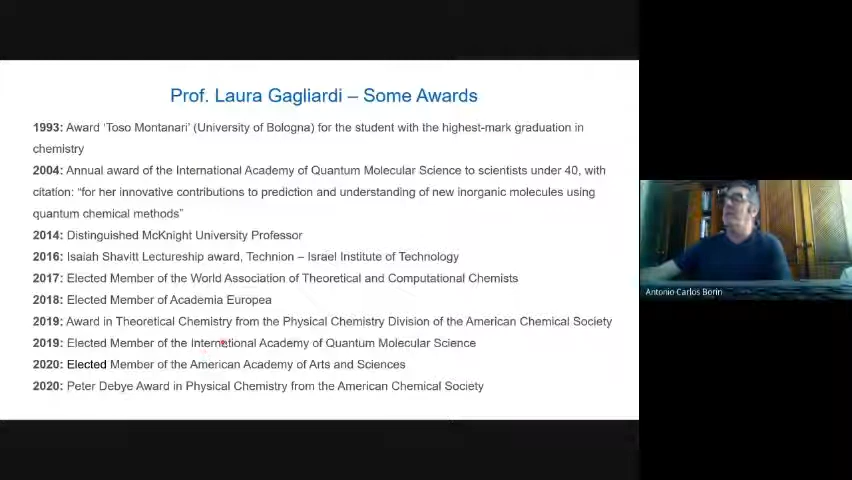 Prof. Laura Gagliardi – Some Awards
1993: Award ‘Toso Montanari’ (University of Bologna) for the student with the highest-mark graduation in
chemistry
2004: Annual award of the International Academy of Quantum Molecular Science to scientists under 40, with
citation: “for her innovative contributions to prediction and understanding of new inorganic molecules using
quantum chemical methods”
2014: Distinguished McKnight University Professor
2016: Isaiah Shavitt Lectureship award, Technion – Israel Institute of Technology
2017: Elected Member of the World Association of Theoretical and Computational Chemists
2018: Elected Member of Academia Europea
2019: Award in Theoretical Chemistry from the Physical Chemistry Division of the American Chemical Society
2019: Elected Member of the International Academy of Quantum Molecular Science
2020: Elected Member of the American Academy of Arts and Sciences
2020: Peter Debye Award in Physical Chemistry from the American Chemical Society
Antonio Carlos Borin